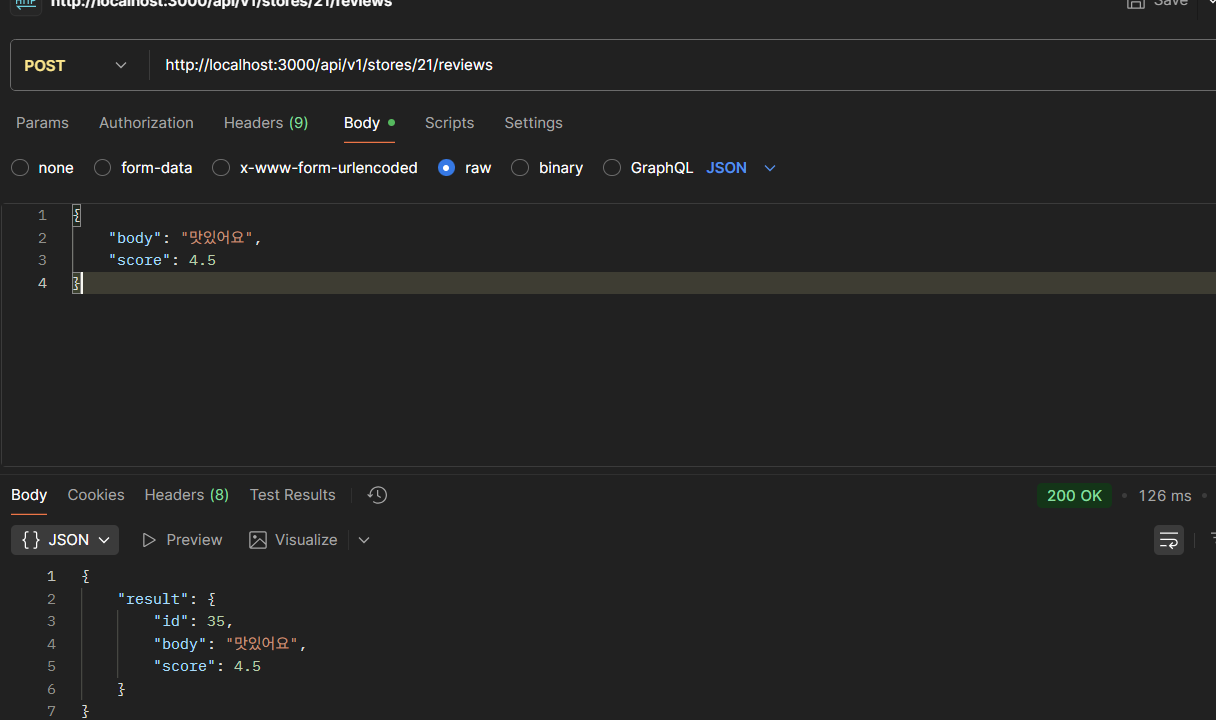 HTTP http://localhost:3000/api/v1/stores/21/reviews Save
POST http://localhost:3000/api/v1/stores/21/reviews
Params Authorization Headers (9) Body Scripts Settings
none form-data x-www-form-urlencoded raw binary GraphQL JSON
1 {
2 "body": "맛있어요",
3 "score": 4.5
4 }
Body Cookies Headers (8) Test Results 200 OK • 126 ms •
{} JSON Preview Visualize
1 {
2 "result": {
3 "id": 35,
4 "body": "맛있어요",
5 "score": 4.5
6 }
7 }